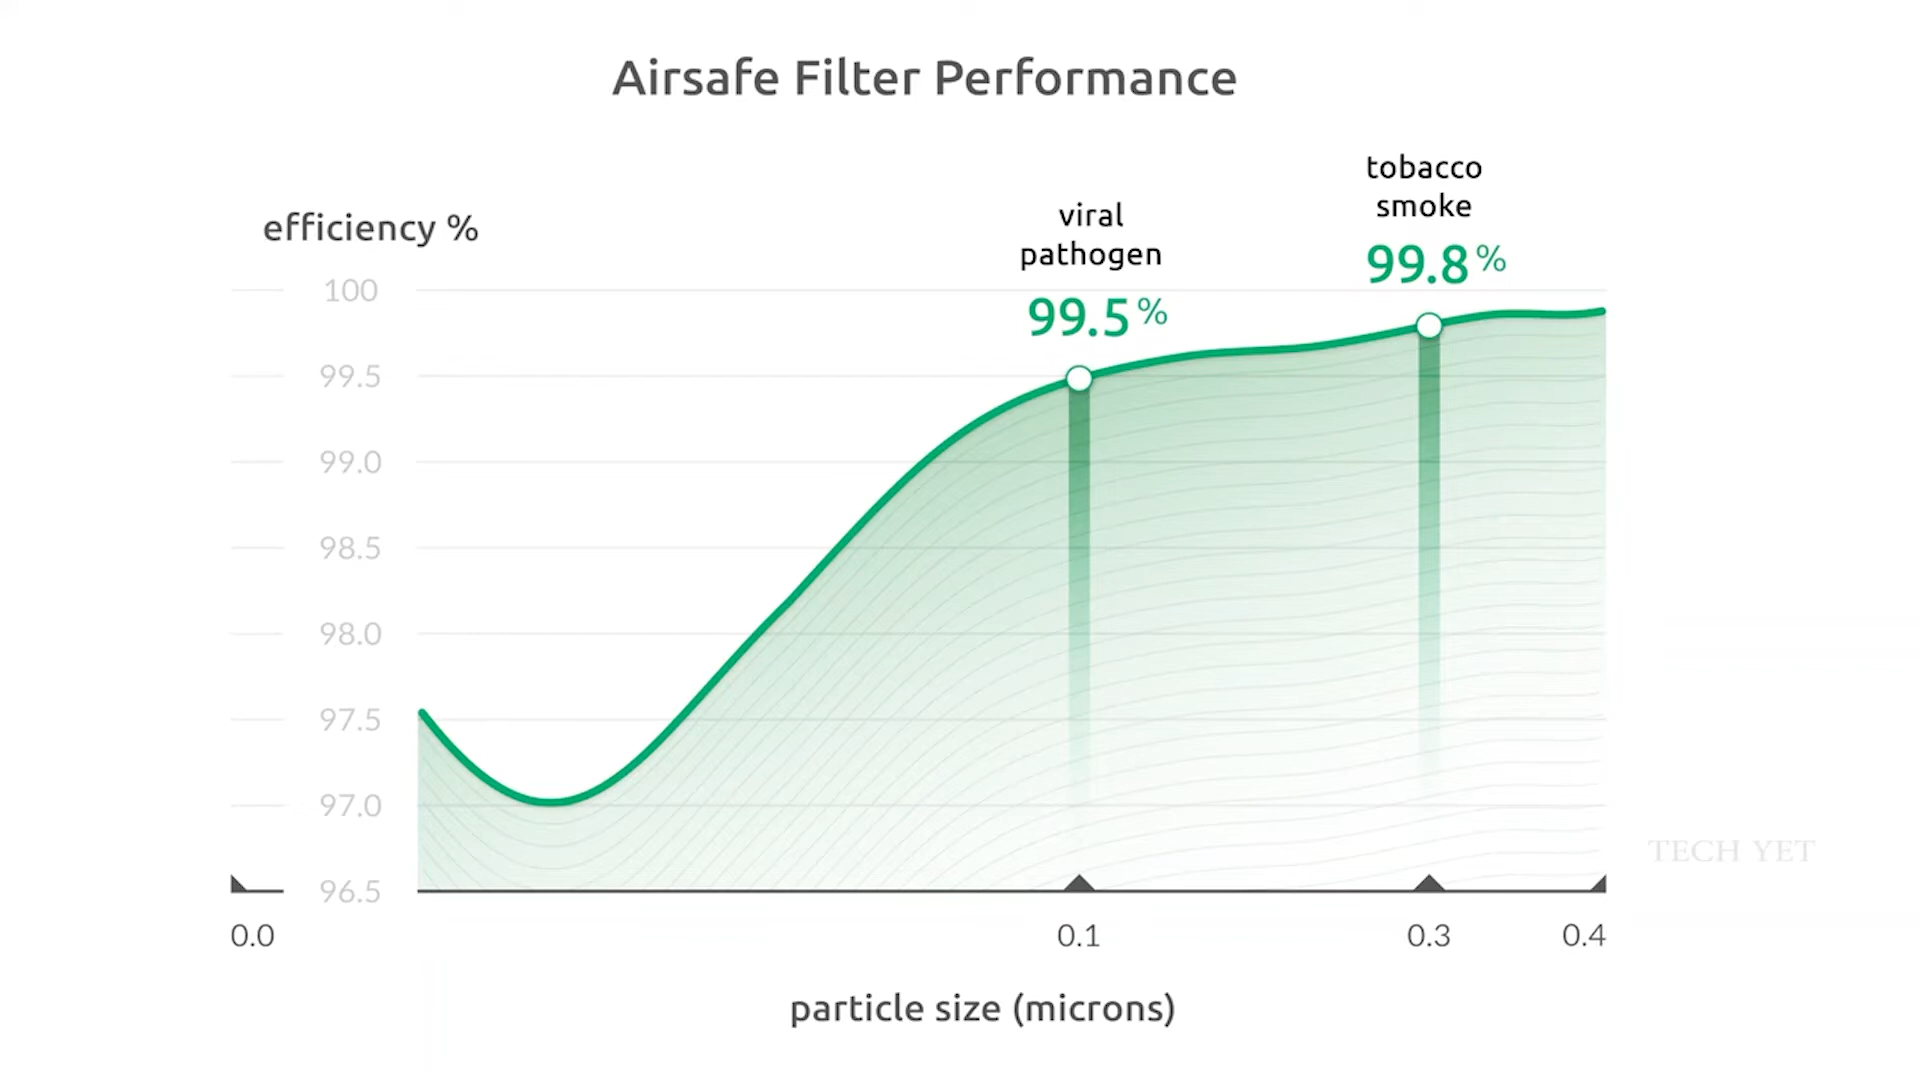 Airsafe Filter Performance
tobacco
smoke
99.8%
viral
pathogen
99.5%
efficiency %
100
99.5
99.0
98.5
98.0
97.5
97.0
96.5
0.0 0.1 0.3 0.4
particle size (microns)
TECH YET